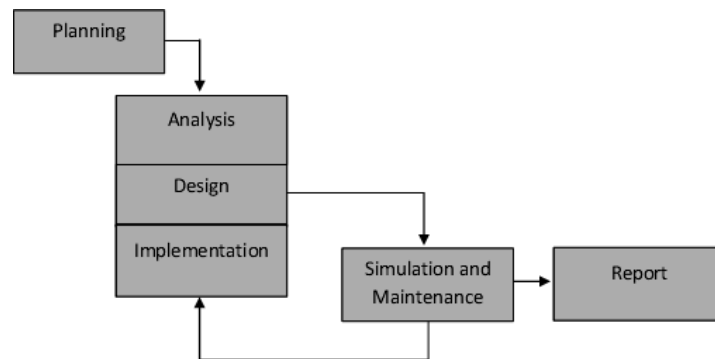 Planning
Analysis
Design
Implementation
Simulation and
Maintenance
Report